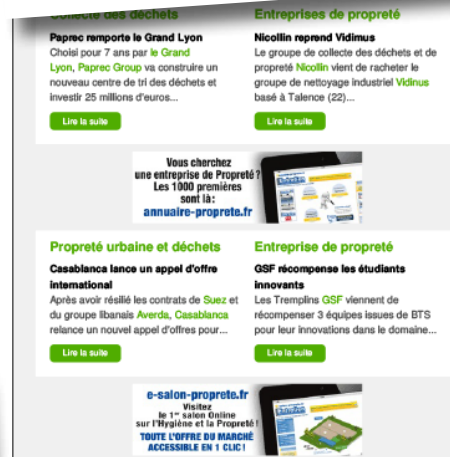 Collecte des déchets
Paprec remporte le Grand Lyon
Choisi pour 7 ans par le Grand
Lyon, Paprec Group va construire un
nouveau centre de tri des déchets et
investir 25 millions d'euros...
Lire la suite
Entreprises de propreté
Nicollin reprend Vidimus
Le groupe de collecte des déchets et de
propreté Nicollin vient de racheter le
groupe de nettoyage industriel Vidinus
basé à Talence (22)...
Lire la suite
Vous cherchez
une entreprise de Propreté ?
Les 1000 premières
sont là :
annuaire-proprete.fr
Propreté urbaine et déchets
Casablanca lance un appel d'offre
international
Après avoir résilié les contrats de Suez et
du groupe libanais Averda, Casablanca
relance un nouvel appel d'offres pour...
Lire la suite
Entreprise de propreté
GSF récompense les étudiants
innovants
Les Tremplins GSF viennent de
récompenser 3 équipes issues de BTS
pour leur innovations dans le domaine...
Lire la suite
e-salon-proprete.fr
Visitez
le 1er salon Online
sur l'Hygiène et la Propreté !
TOUTE L'OFFRE DU MARCHÉ
ACCESSIBLE EN 1 CLIC !